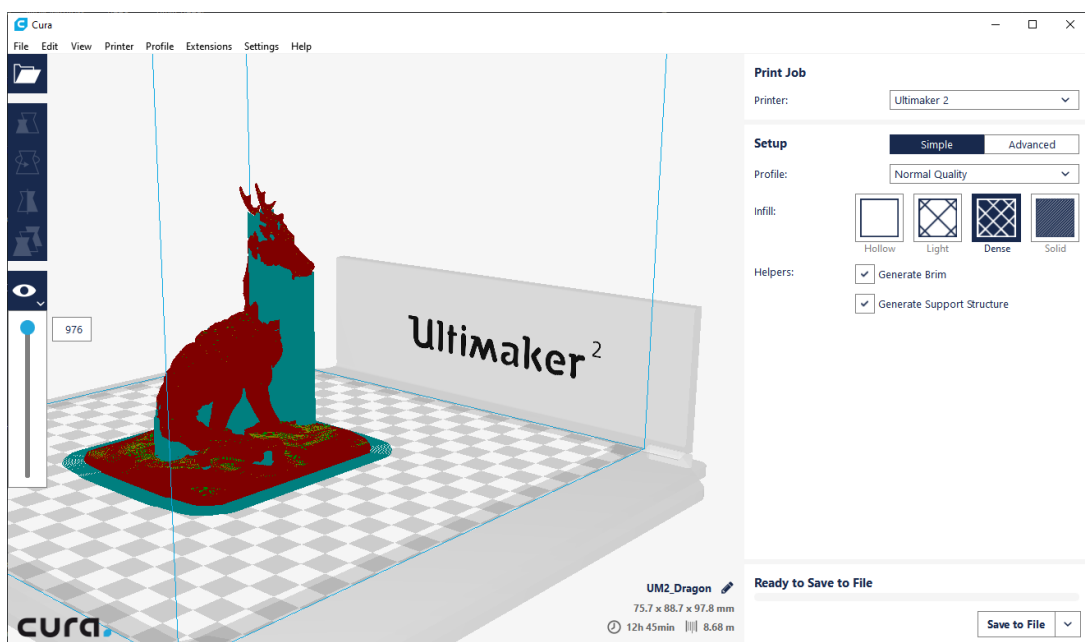 Cura
File Edit View Printer Profile Extensions Settings Help
976
Ultimaker 2
cura.
UM2_Dragon
75.7 x 88.7 x 97.8 mm
12h 45min 8.68 m
Print Job
Printer: Ultimaker 2
Setup Simple Advanced
Profile: Normal Quality
Infill:
Hollow Light Dense Solid
Helpers: Generate Brim
Generate Support Structure
Ready to Save to File
Save to File